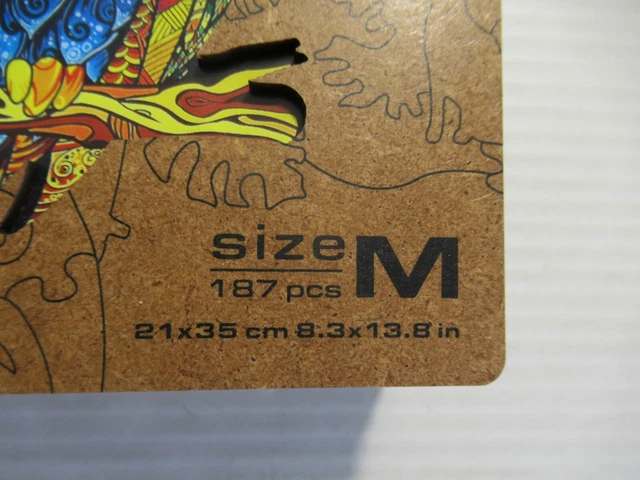 size M
187 pcs
21x35 cm 8.3x13.8 in